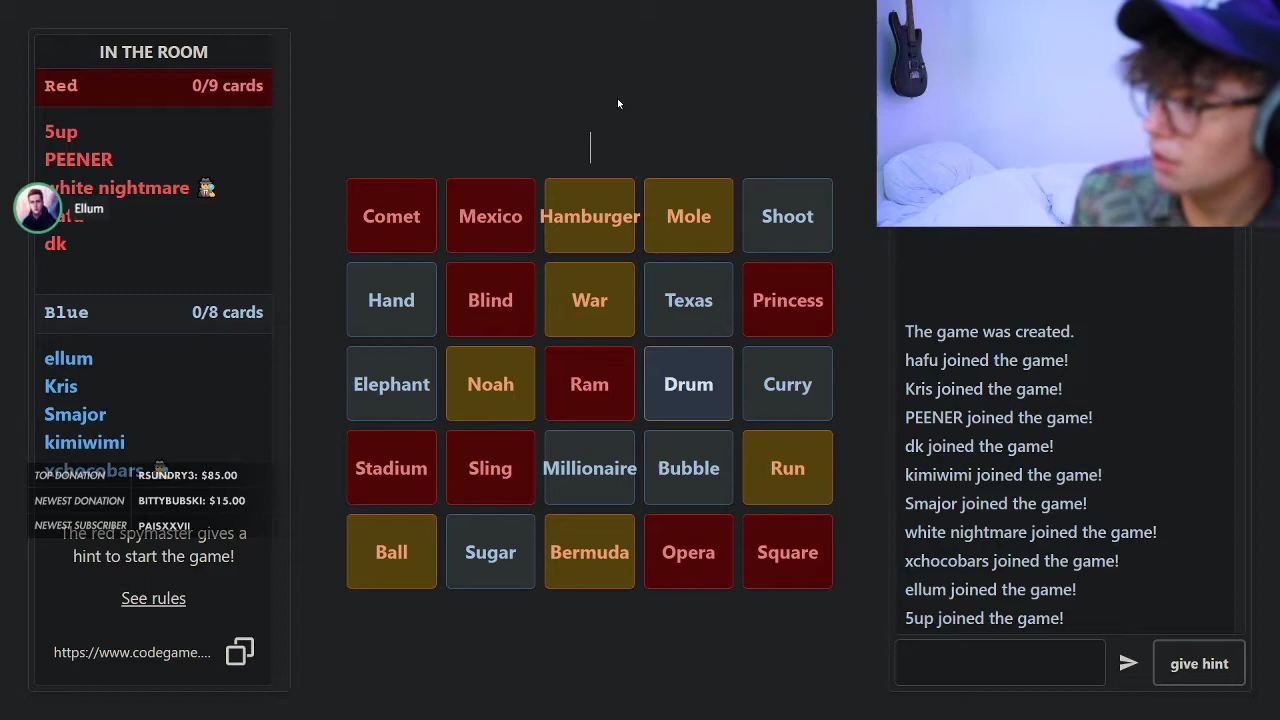 IN THE ROOM
Red 0/9 cards
5up
PEENER
white nightmare
Ellum
dk
Blue 0/8 cards
ellum
Kris
Smajor
kimiwimi
xchocobars
TOP DONATION RSUNDRY3: $85.00
NEWEST DONATION BITTYBUBSKI: $15.00
NEWEST SUBSCRIBER PAISXXVII
The red spymaster gives a
hint to start the game!
See rules
https://www.codegame....
Comet Mexico Hamburger Mole Shoot
Hand Blind War Texas Princess
Elephant Noah Ram Drum Curry
Stadium Sling Millionaire Bubble Run
Ball Sugar Bermuda Opera Square
The game was created.
hafu joined the game!
Kris joined the game!
PEENER joined the game!
dk joined the game!
kimiwimi joined the game!
Smajor joined the game!
white nightmare joined the game!
xchocobars joined the game!
ellum joined the game!
5up joined the game!
give hint